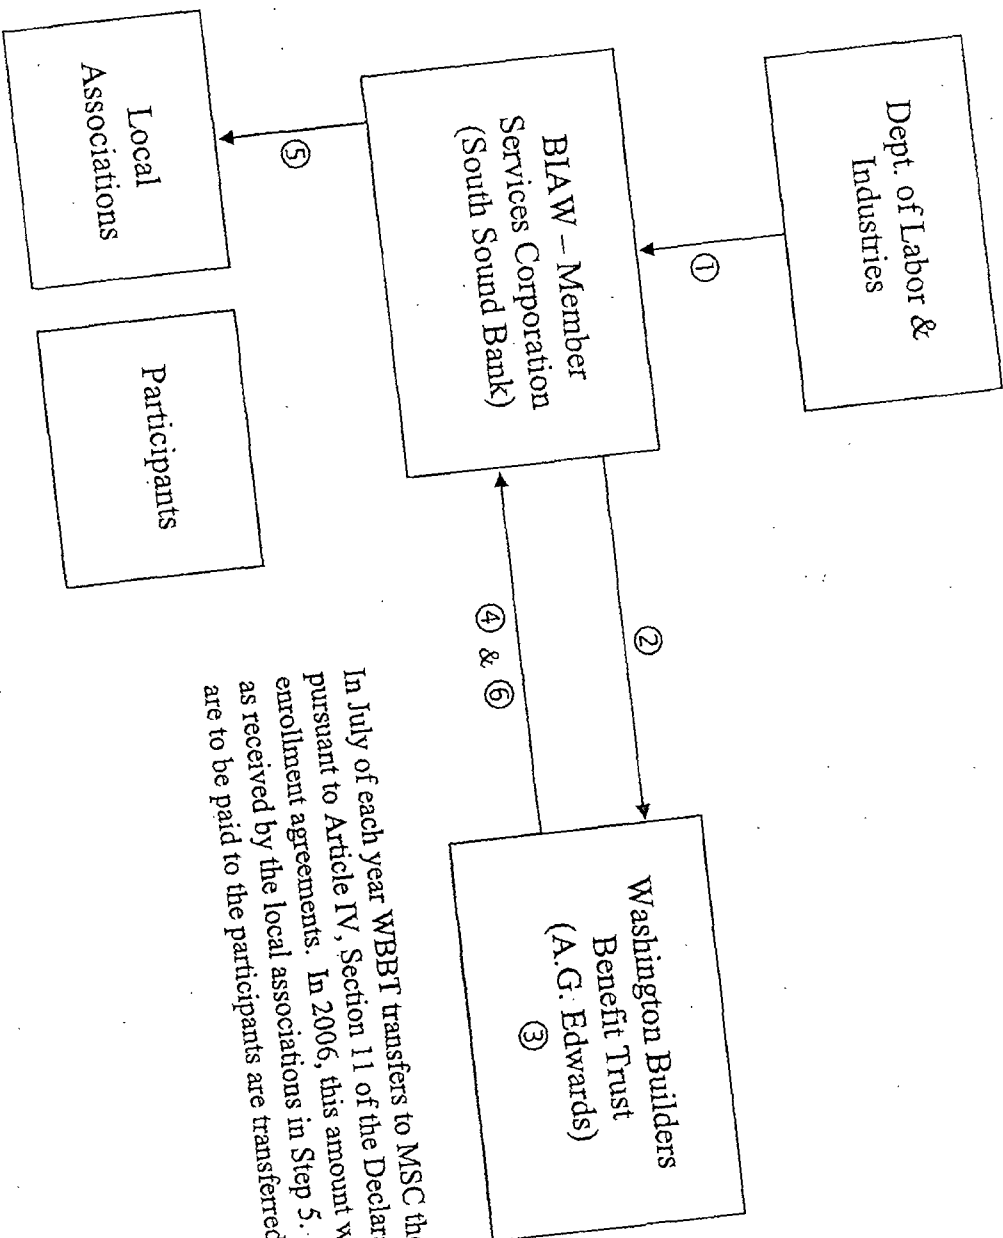 Dept. of Labor &
Industries
①
BIAW – Member
Services Corporation
(South Sound Bank)
②
④ & ⑥
Washington Builders
Benefit Trust
(A.G. Edwards)
③
⑤
Local
Associations
Participants
In July of each year WBBT transfers to MSC the
pursuant to Article IV, Section 11 of the
enrollment agreements. In 2006, this amount
as received by the local associations in Step 5.
are to be paid to the participants are transferred